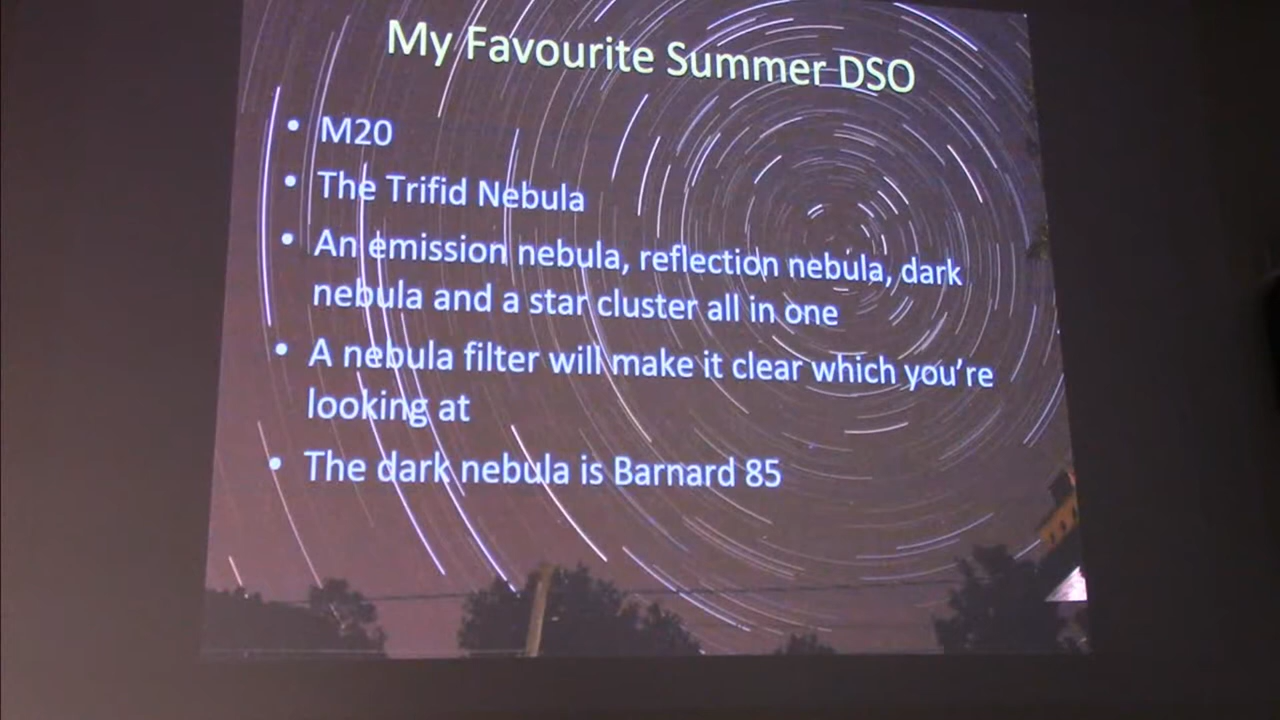 My Favourite Summer DSO
• M20
• The Trifid Nebula
• An emission nebula, reflection nebula, dark
nebula and a star cluster all in one
• A nebula filter will make it clear which you're
looking at
• The dark nebula is Barnard 85